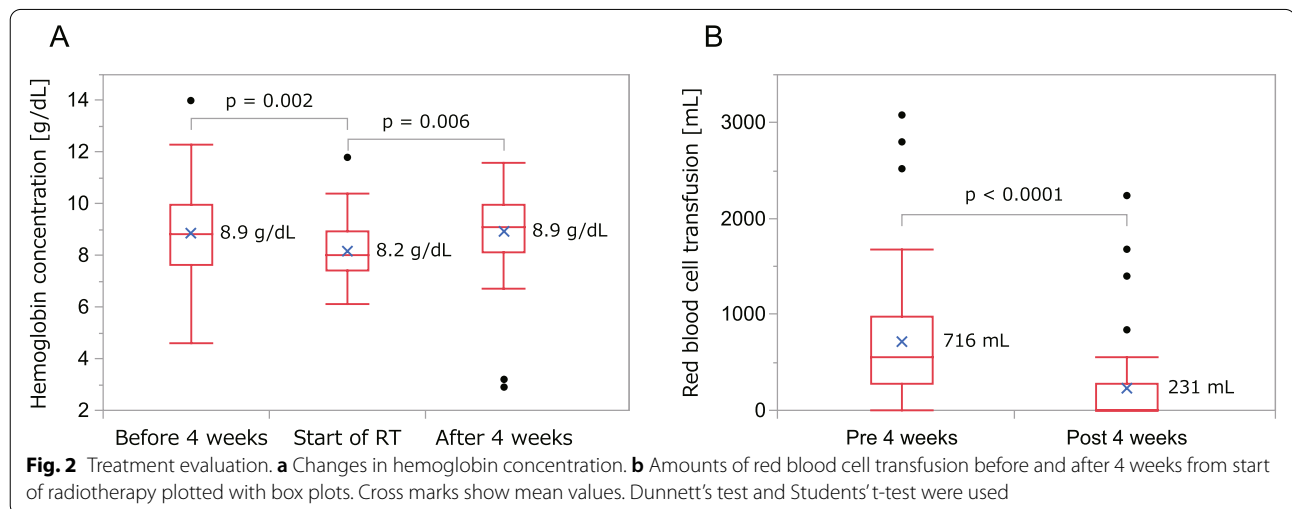 A
B
Hemoglobin concentration [g/dL]
14
12
10
8
6
4
2
p = 0.002
p = 0.006
8.9 g/dL
8.2 g/dL
8.9 g/dL
Before 4 weeks
Start of RT
After 4 weeks
Red blood cell transfusion [mL]
3000
2000
1000
0
p < 0.0001
716 mL
231 mL
Pre 4 weeks
Post 4 weeks
Fig. 2 Treatment evaluation. a Changes in hemoglobin concentration. b Amounts of red blood cell transfusion before and after 4 weeks from start
of radiotherapy plotted with box plots. Cross marks show mean values. Dunnett’s test and Students’ t-test were used